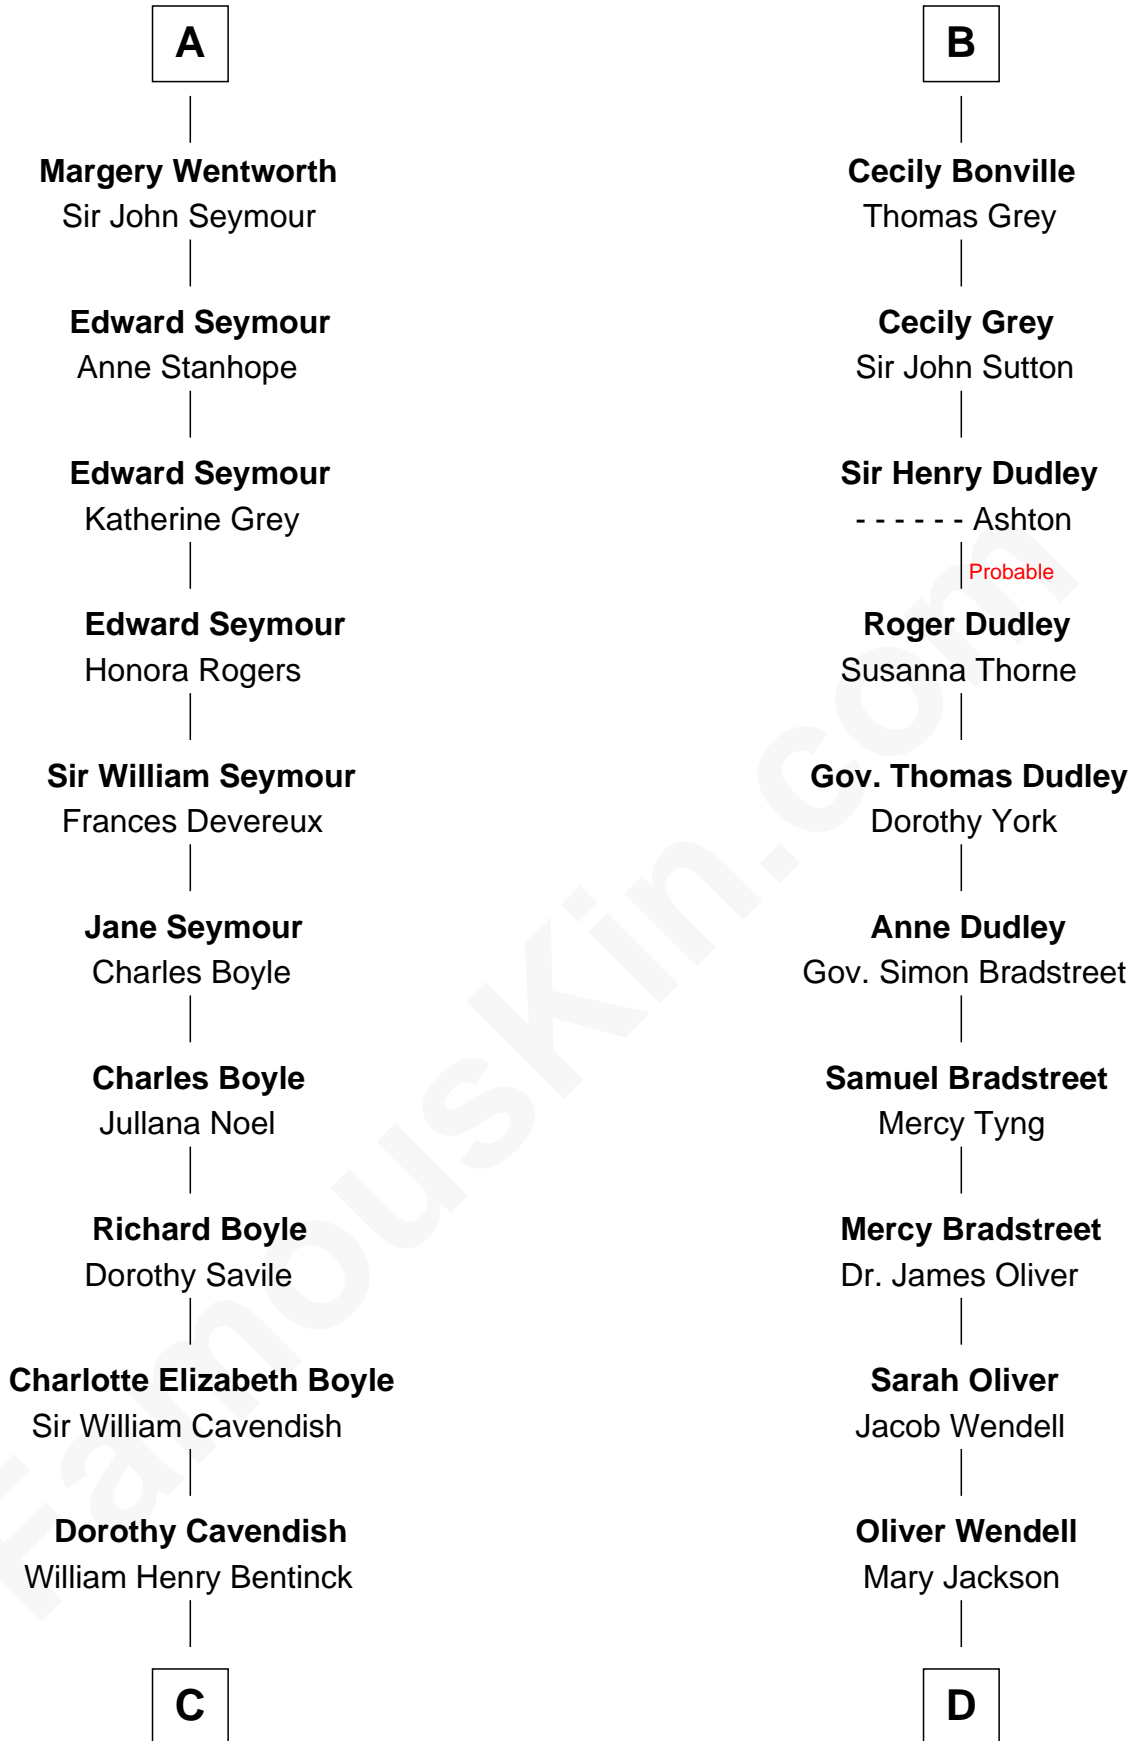 A
Margery Wentworth
Sir John Seymour
Edward Seymour
Anne Stanhope
Edward Seymour
Katherine Grey
Edward Seymour
Honora Rogers
Sir William Seymour
Frances Devereux
Jane Seymour
Charles Boyle
Charles Boyle
Jullana Noel
Richard Boyle
Dorothy Savile
Charlotte Elizabeth Boyle
Sir William Cavendish
Dorothy Cavendish
William Henry Bentinck
C
B
Cecily Bonville
Thomas Grey
Cecily Grey
Sir John Sutton
Sir Henry Dudley
- - - - - - Ashton
Probable
Roger Dudley
Susanna Thorne
Gov. Thomas Dudley
Dorothy York
Anne Dudley
Gov. Simon Bradstreet
Samuel Bradstreet
Mercy Tyng
Mercy Bradstreet
Dr. James Oliver
Sarah Oliver
Jacob Wendell
Oliver Wendell
Mary Jackson
D
FamousKin.com